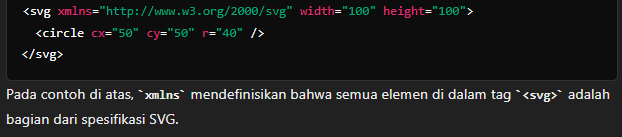 <svg xmlns="http://www.w3.org/2000/svg" width="100" height="100">
<circle cx="50" cy="50" r="40" />
</svg>
Pada contoh di atas, `xmlns` mendefinisikan bahwa semua elemen di dalam tag `<svg>` adalah
bagian dari spesifikasi SVG.